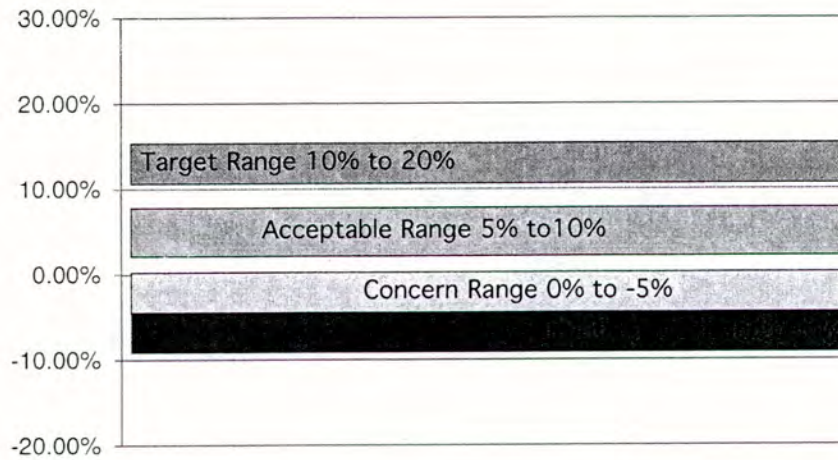 30.00%
20.00%
Target Range 10% to 20%
10.00%
Acceptable Range 5% to10%
0.00%
Concern Range 0% to -5%
-10.00%
-20.00%